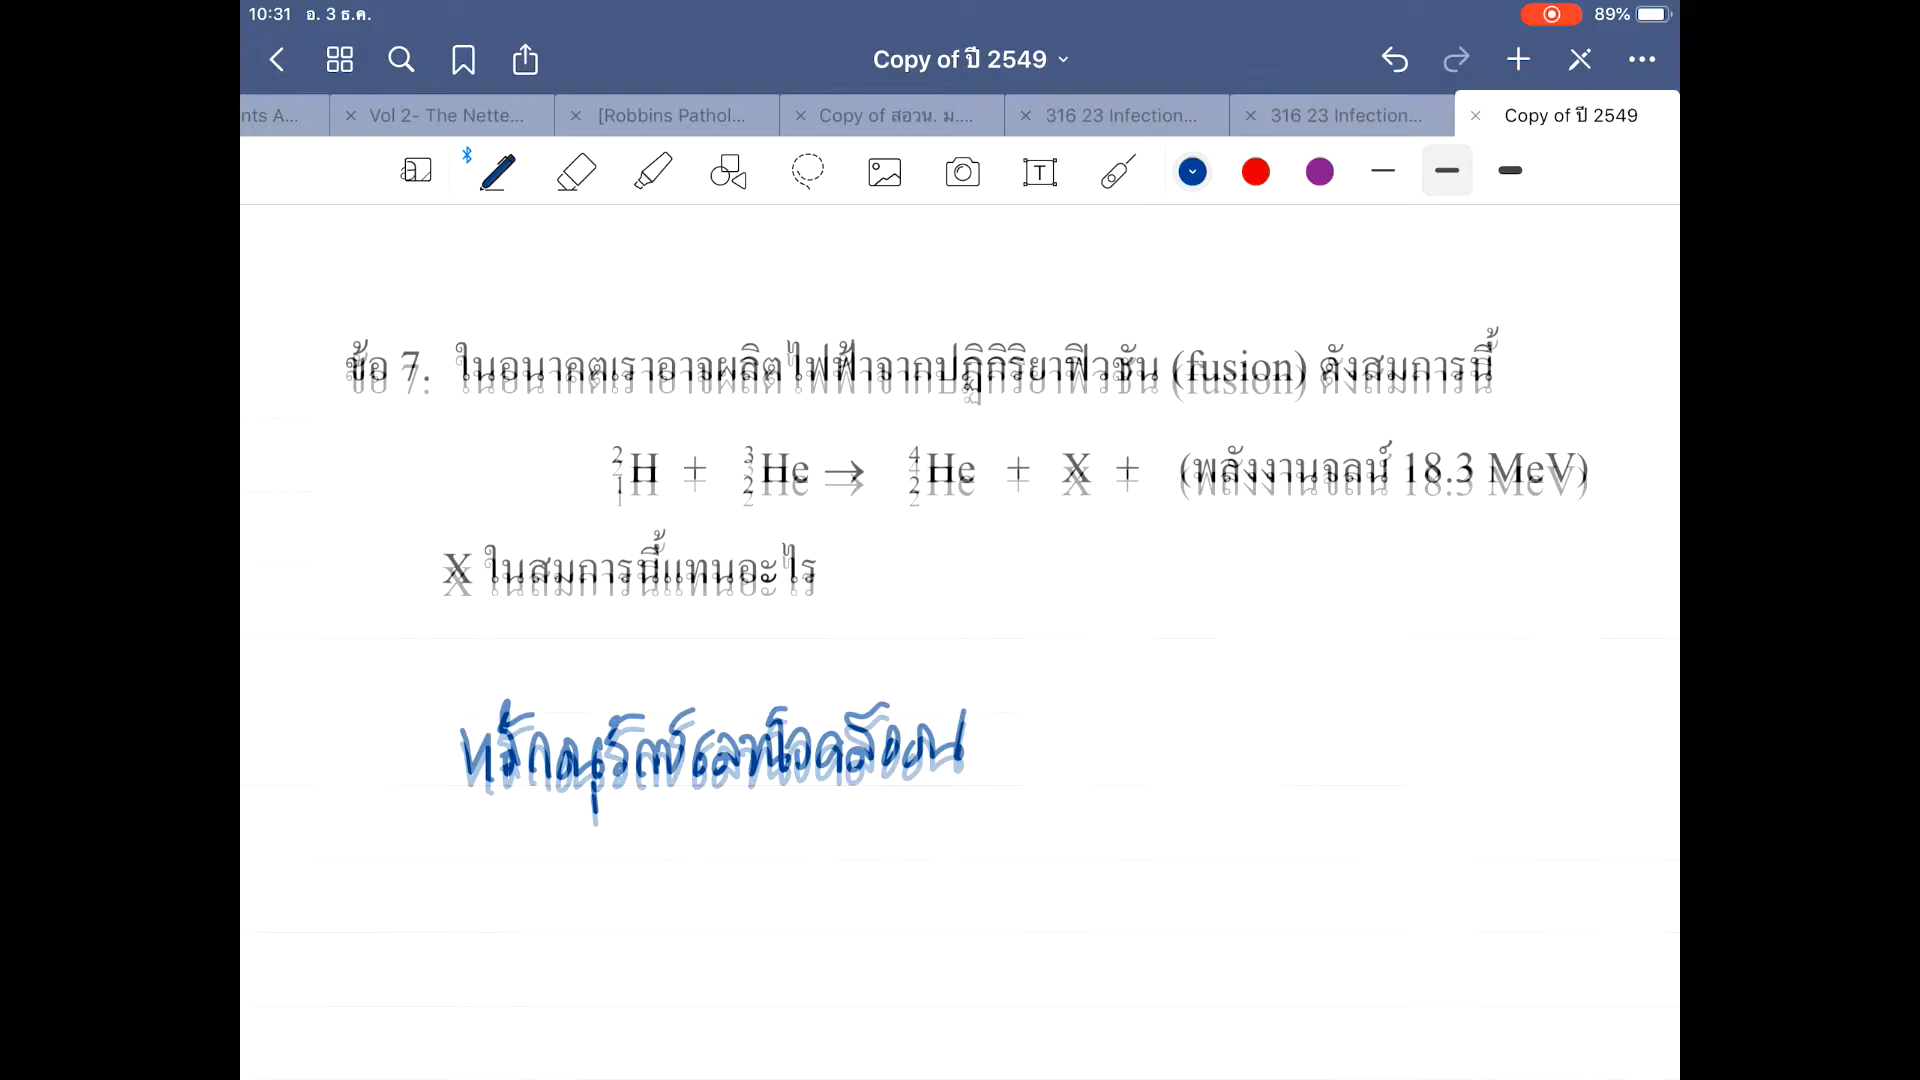 10:31 อ. 3 ธ.ค. 89%
Copy of ปี 2549
nts A... Vol 2- The Nette... [Robbins Pathol... Copy of สอวน. ม.... 316 23 Infection... 316 23 Infection... Copy of ปี 2549
ข้อ 7. ในอนาคตเราอาจผลิตไฟฟ้าจากปฏิกิริยาฟิวชัน (fusion) ดังสมการนี้
²₁H + ³₂He → ⁴₂He + X + (พลังงานจลน์ 18.3 MeV)
X ในสมการนี้แทนอะไร